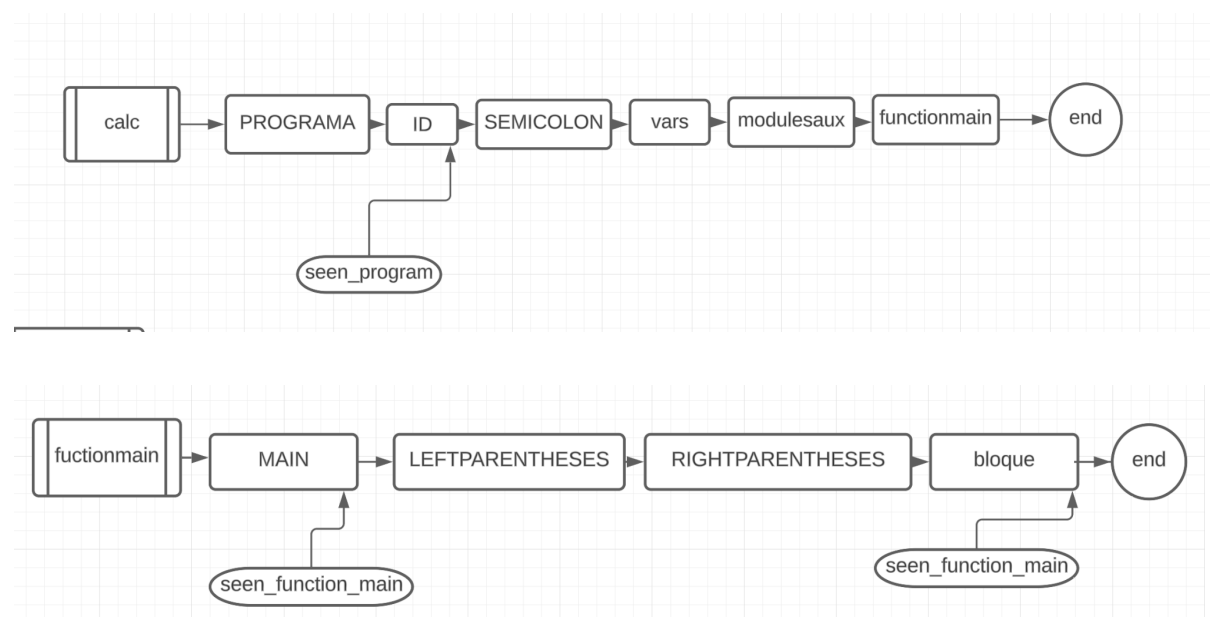 calc PROGRAMA ID SEMICOLON vars modulesaux functionmain end
seen_program
fuctionmain MAIN LEFTPARENTHESES RIGHTPARENTHESES bloque end
seen_function_main seen_function_main